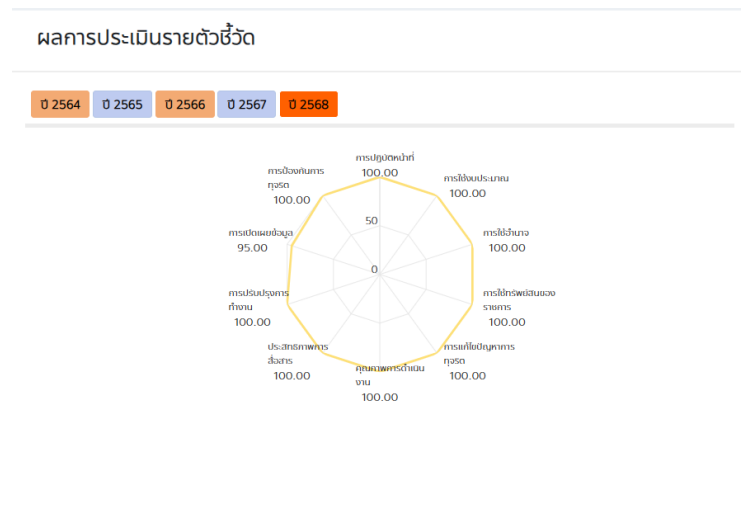 ผลการประเมินรายตัวชี้วัด
ปี 2564 ปี 2565 ปี 2566 ปี 2567 ปี 2568
การปฏิบัติหน้าที่
100.00
การใช้งบประมาณ
100.00
การใช้อำนาจ
100.00
การใช้ทรัพย์สินของ
ราชการ
100.00
การแก้ไขปัญหาการ
ทุจริต
100.00
คุณภาพการดำเนิน
งาน
100.00
ประสิทธิภาพการ
สื่อสาร
100.00
การปรับปรุงการ
ทำงาน
100.00
การเปิดเผยข้อมูล
95.00
การป้องกันการ
ทุจริต
100.00
50
0